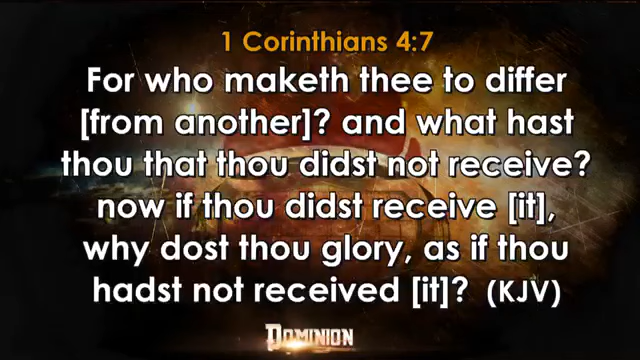 1 Corinthians 4:7
For who maketh thee to differ
[from another]? and what hast
thou that thou didst not receive?
now if thou didst receive [it],
why dost thou glory, as if thou
hadst not received [it]? (KJV)
DOMINION